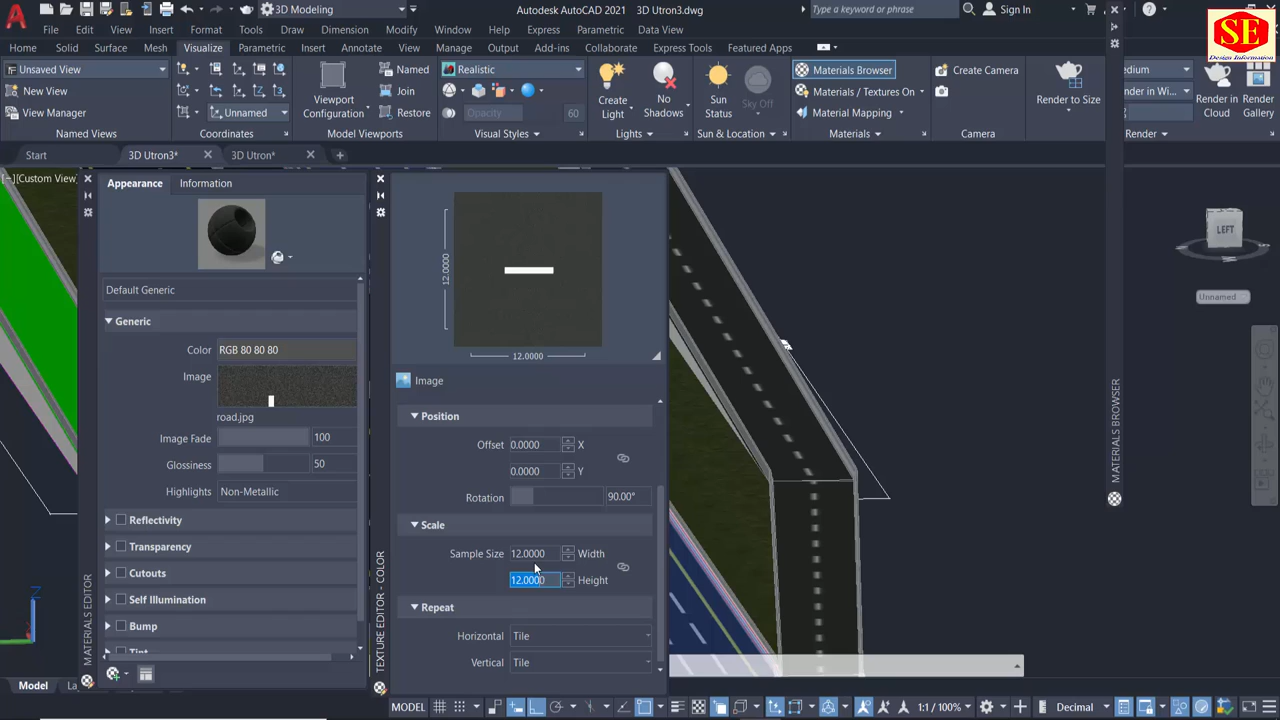 3D Modeling
Autodesk AutoCAD 2021 3D Utron3.dwg
Type a keyword or phrase
Sign In
SE
Design Information
File Edit View Insert Format Tools Draw Dimension Modify Window Help Express Parametric Data View
Home Solid Surface Mesh Visualize Parametric Insert Annotate View Manage Output Add-ins Collaborate Express Tools Featured Apps
Unsaved View
New View
View Manager
Named Views
Unnamed
Coordinates
Viewport
Configuration
Named
Join
Restore
Model Viewports
Realistic
Opacity 60
Visual Styles
Create
Light
No
Shadows
Lights
Sun
Status
Sky Off
Sun & Location
Materials Browser
Materials / Textures On
Material Mapping
Materials
Create Camera
Camera
Render to Size
edium
ender in Wi...
Render in
Cloud
Render
Gallery
Render
Start 3D Utron3* 3D Utron*
[−][Custom View]
Appearance Information
Default Generic
Generic
Color RGB 80 80 80
Image
road.jpg
Image Fade 100
Glossiness 50
Highlights Non-Metallic
Reflectivity
Transparency
Cutouts
Self Illumination
Bump
Tint
MATERIALS EDITOR
12.0000
12.0000
Image
Position
Offset 0.0000 X
0.0000 Y
Rotation 90.00°
Scale
Sample Size 12.0000 Width
12.0000 Height
Repeat
Horizontal Tile
Vertical Tile
TEXTURE EDITOR - COLOR
MATERIALS BROWSER
LEFT
Unnamed
Z
Model
MODEL
1:1 / 100%
Decimal